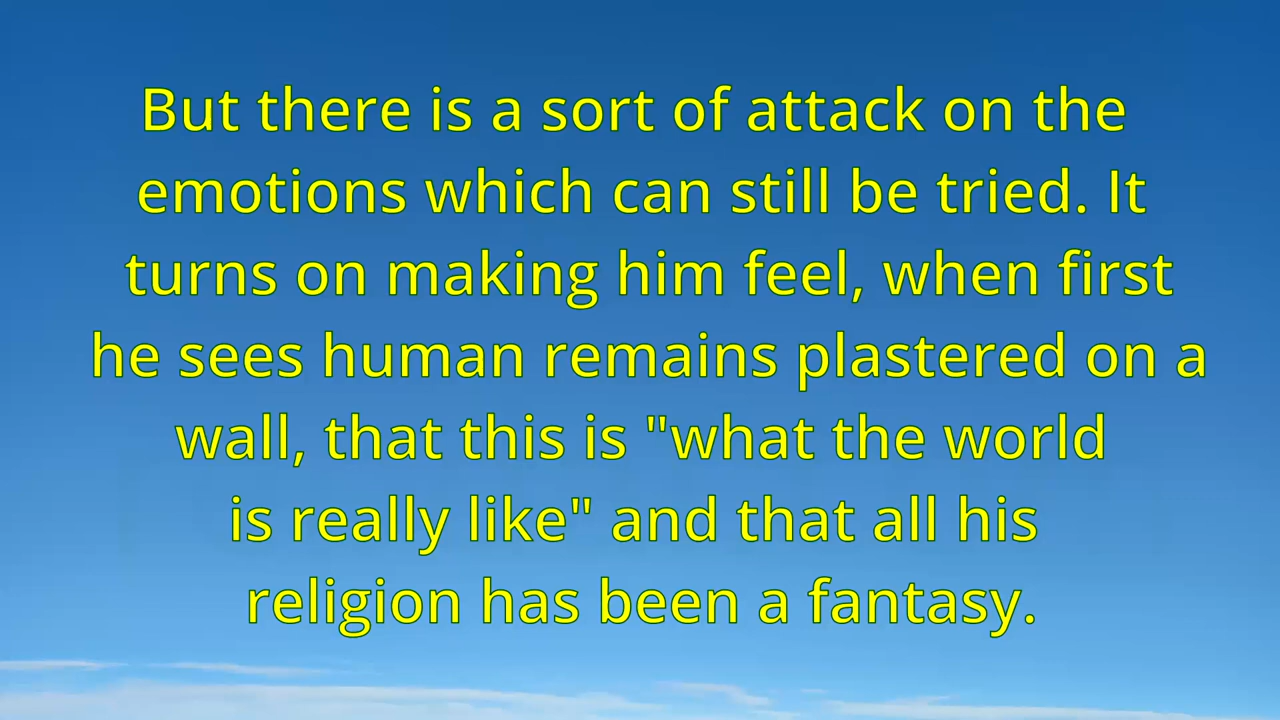 But there is a sort of attack on the
emotions which can still be tried. It
turns on making him feel, when first
he sees human remains plastered on a
wall, that this is "what the world
is really like" and that all his
religion has been a fantasy.